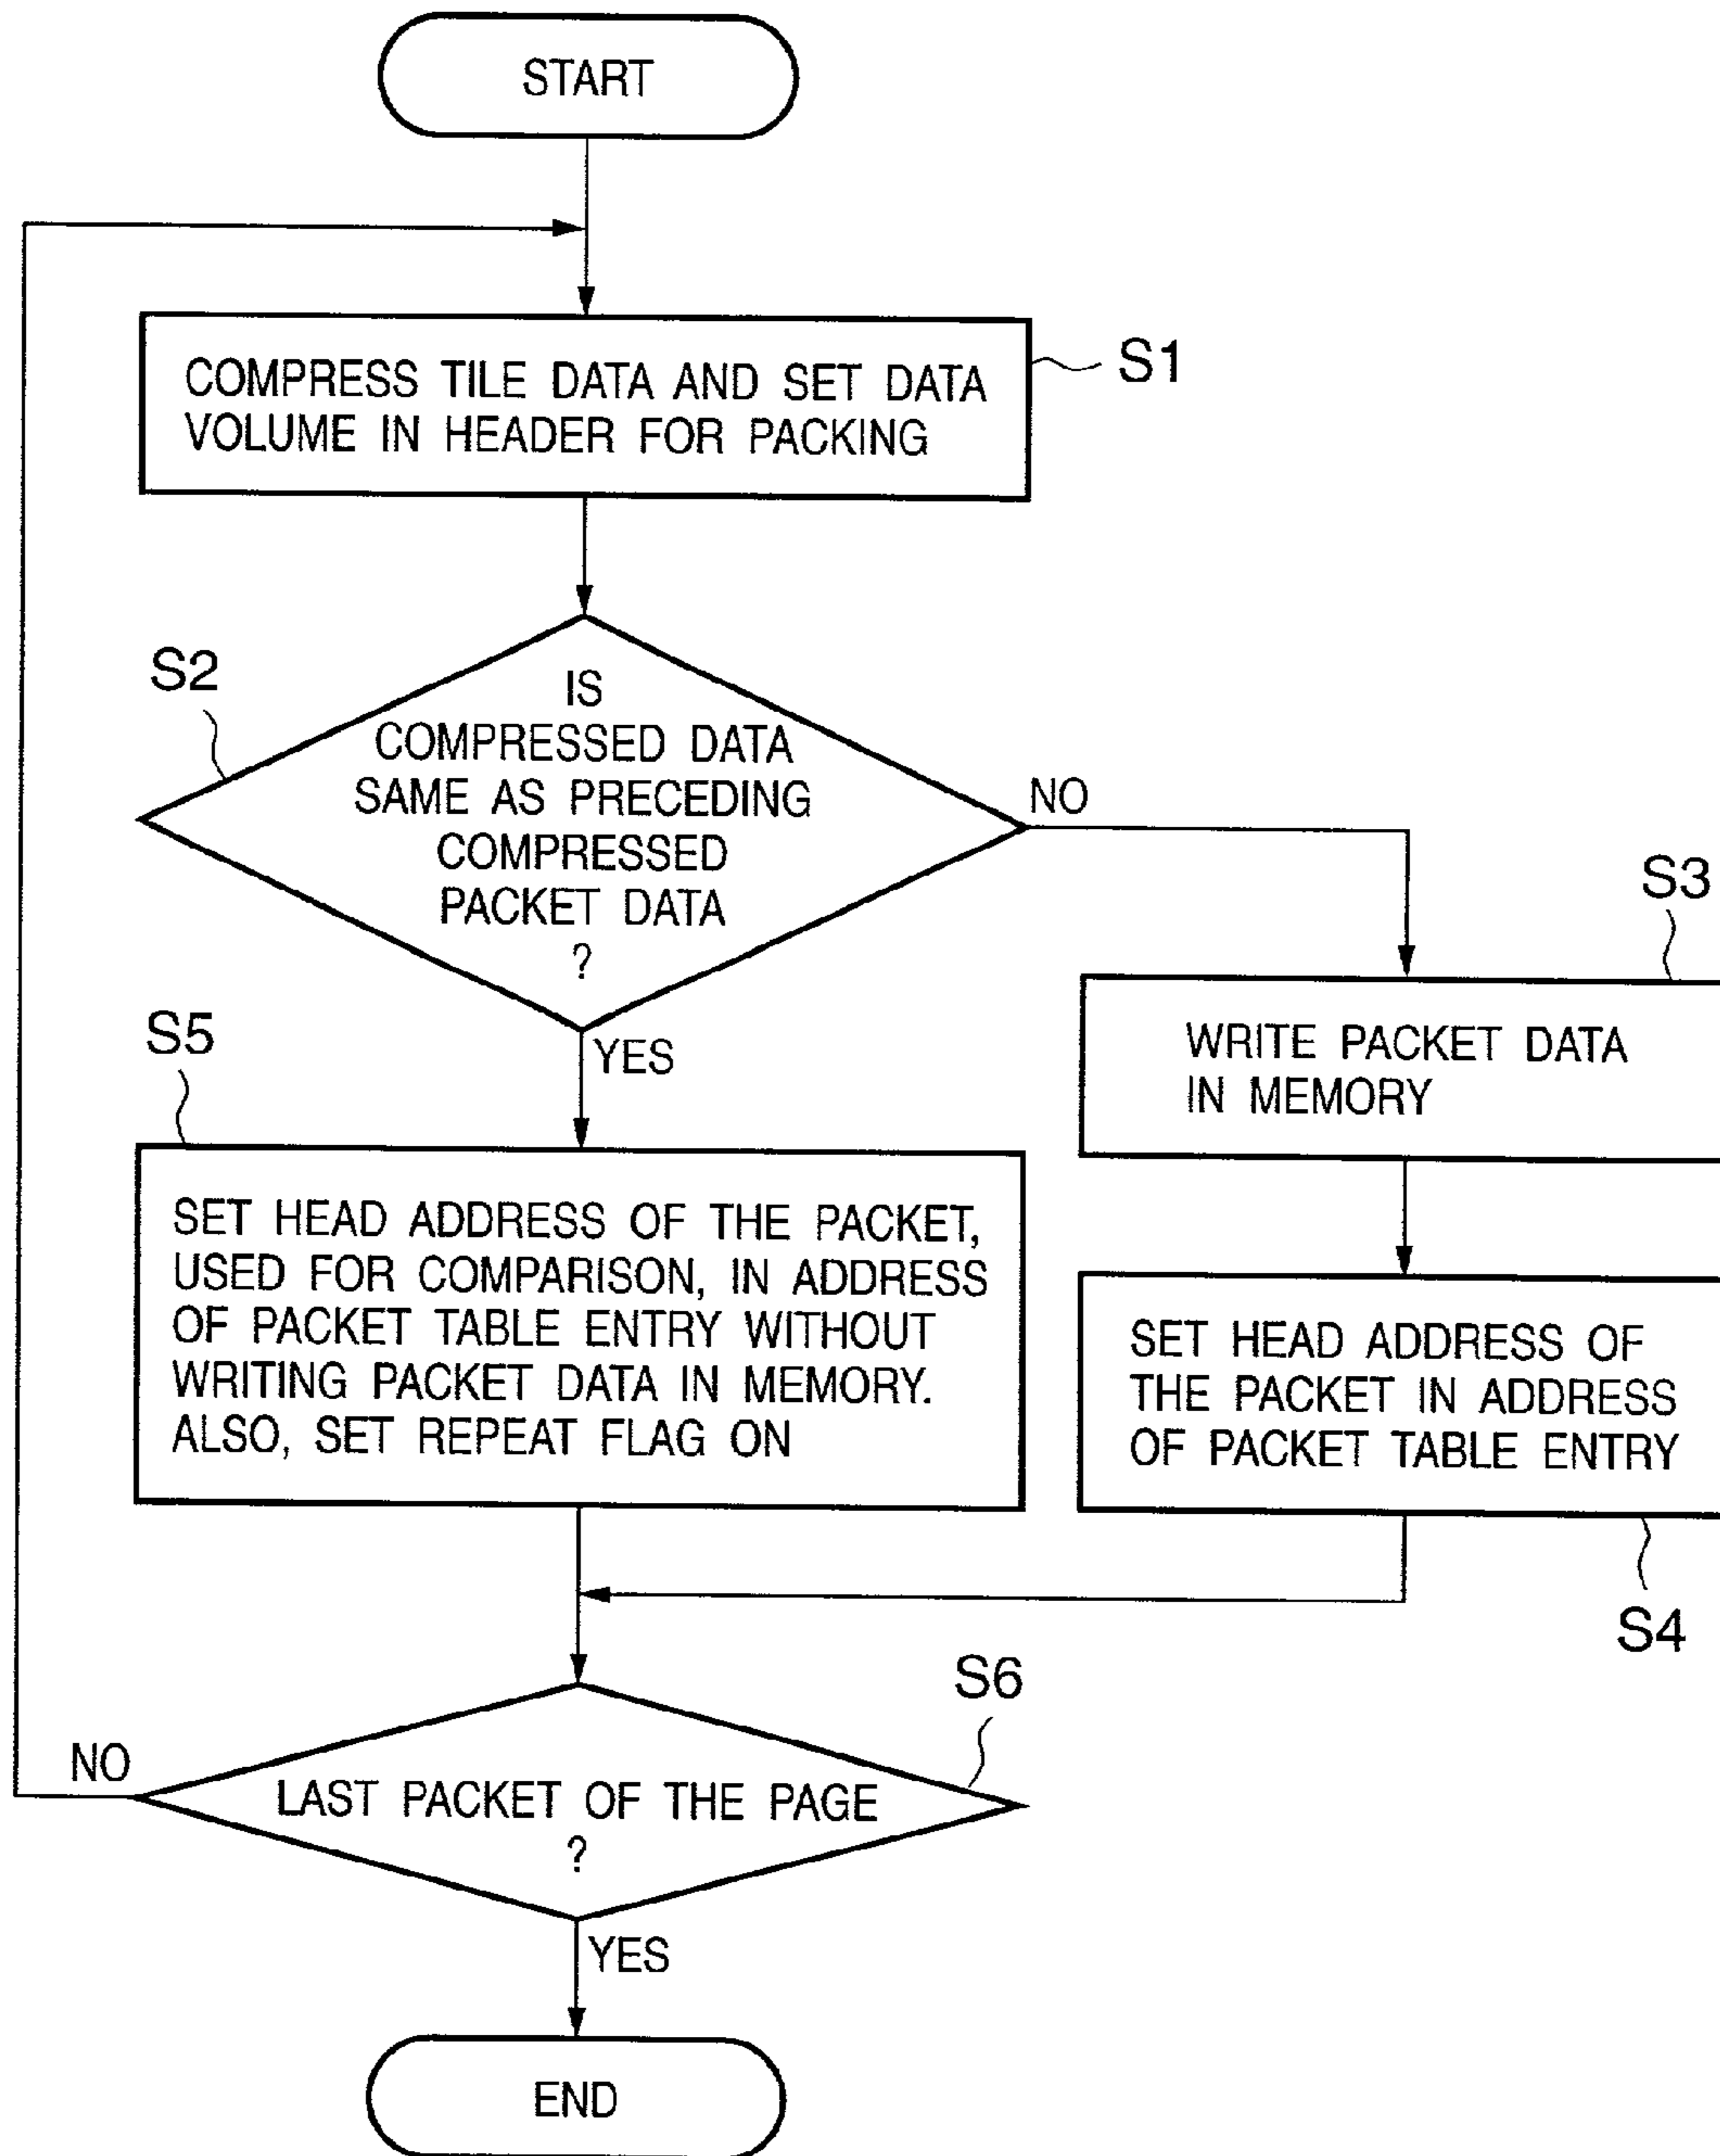 START
COMPRESS TILE DATA AND SET DATA
VOLUME IN HEADER FOR PACKING
S1
S2
IS
COMPRESSED DATA
SAME AS PRECEDING
COMPRESSED
PACKET DATA
?
NO
YES
S3
WRITE PACKET DATA
IN MEMORY
S4
SET HEAD ADDRESS OF
THE PACKET IN ADDRESS
OF PACKET TABLE ENTRY
S5
SET HEAD ADDRESS OF THE PACKET,
USED FOR COMPARISON, IN ADDRESS
OF PACKET TABLE ENTRY WITHOUT
WRITING PACKET DATA IN MEMORY.
ALSO, SET REPEAT FLAG ON
S6
LAST PACKET OF THE PAGE
?
NO
YES
END